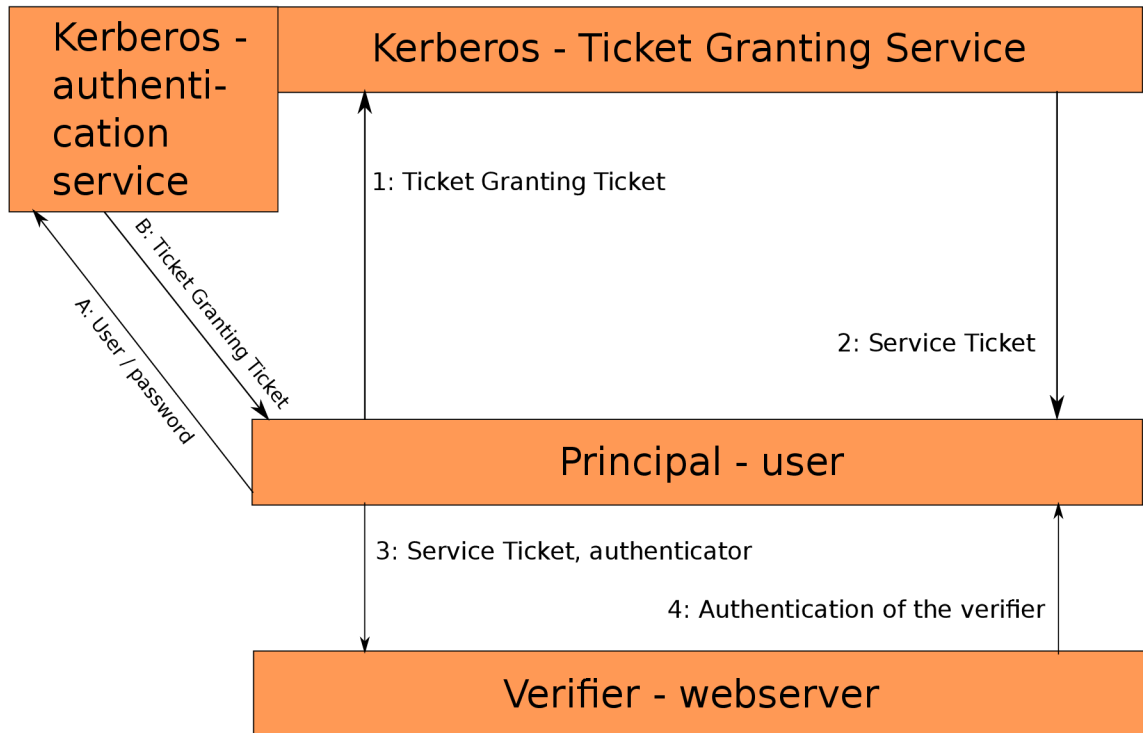 Kerberos -
authenti-
cation
service
Kerberos - Ticket Granting Service
1: Ticket Granting Ticket
B: Ticket Granting Ticket
A: User / password
2: Service Ticket
Principal - user
3: Service Ticket, authenticator
4: Authentication of the verifier
Verifier - webserver